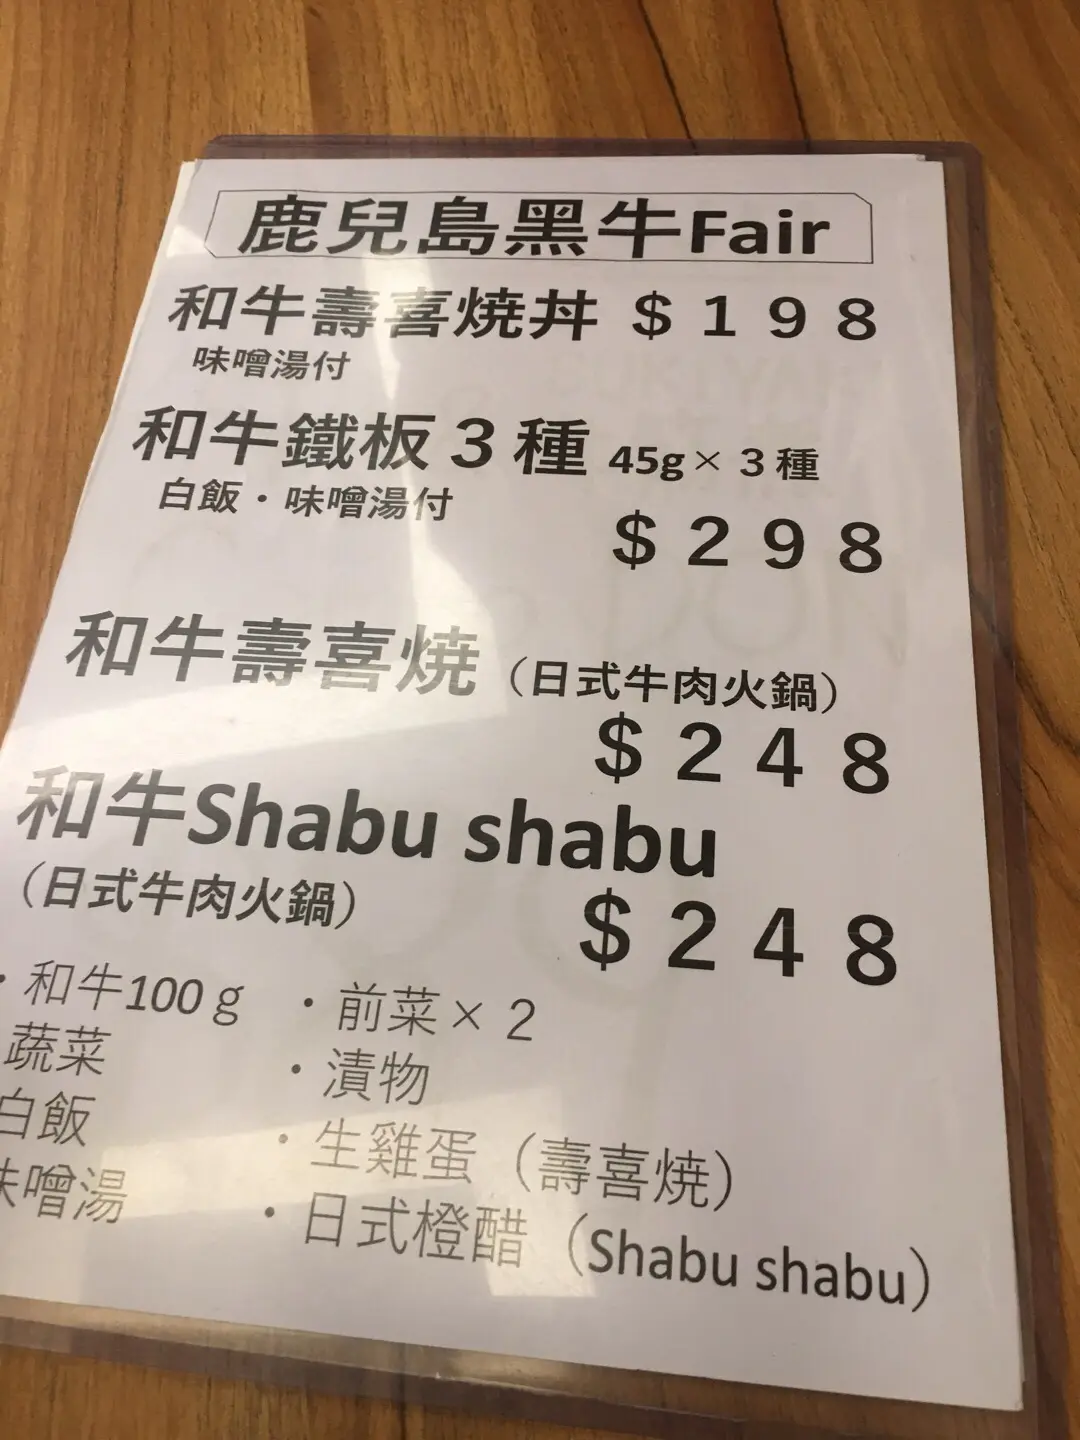 鹿兒島黑牛Fair
和牛壽喜焼丼 $198
味噌湯付
和牛鐵板3種 45g×3種
白飯・味噌湯付
$298
和牛壽喜焼（日式牛肉火鍋）
$248
和牛Shabu shabu
（日式牛肉火鍋） $248
・和牛100g ・前菜×2
蔬菜 ・漬物
白飯 ・生雞蛋（壽喜焼）
味噌湯 ・日式橙醋（Shabu shabu）